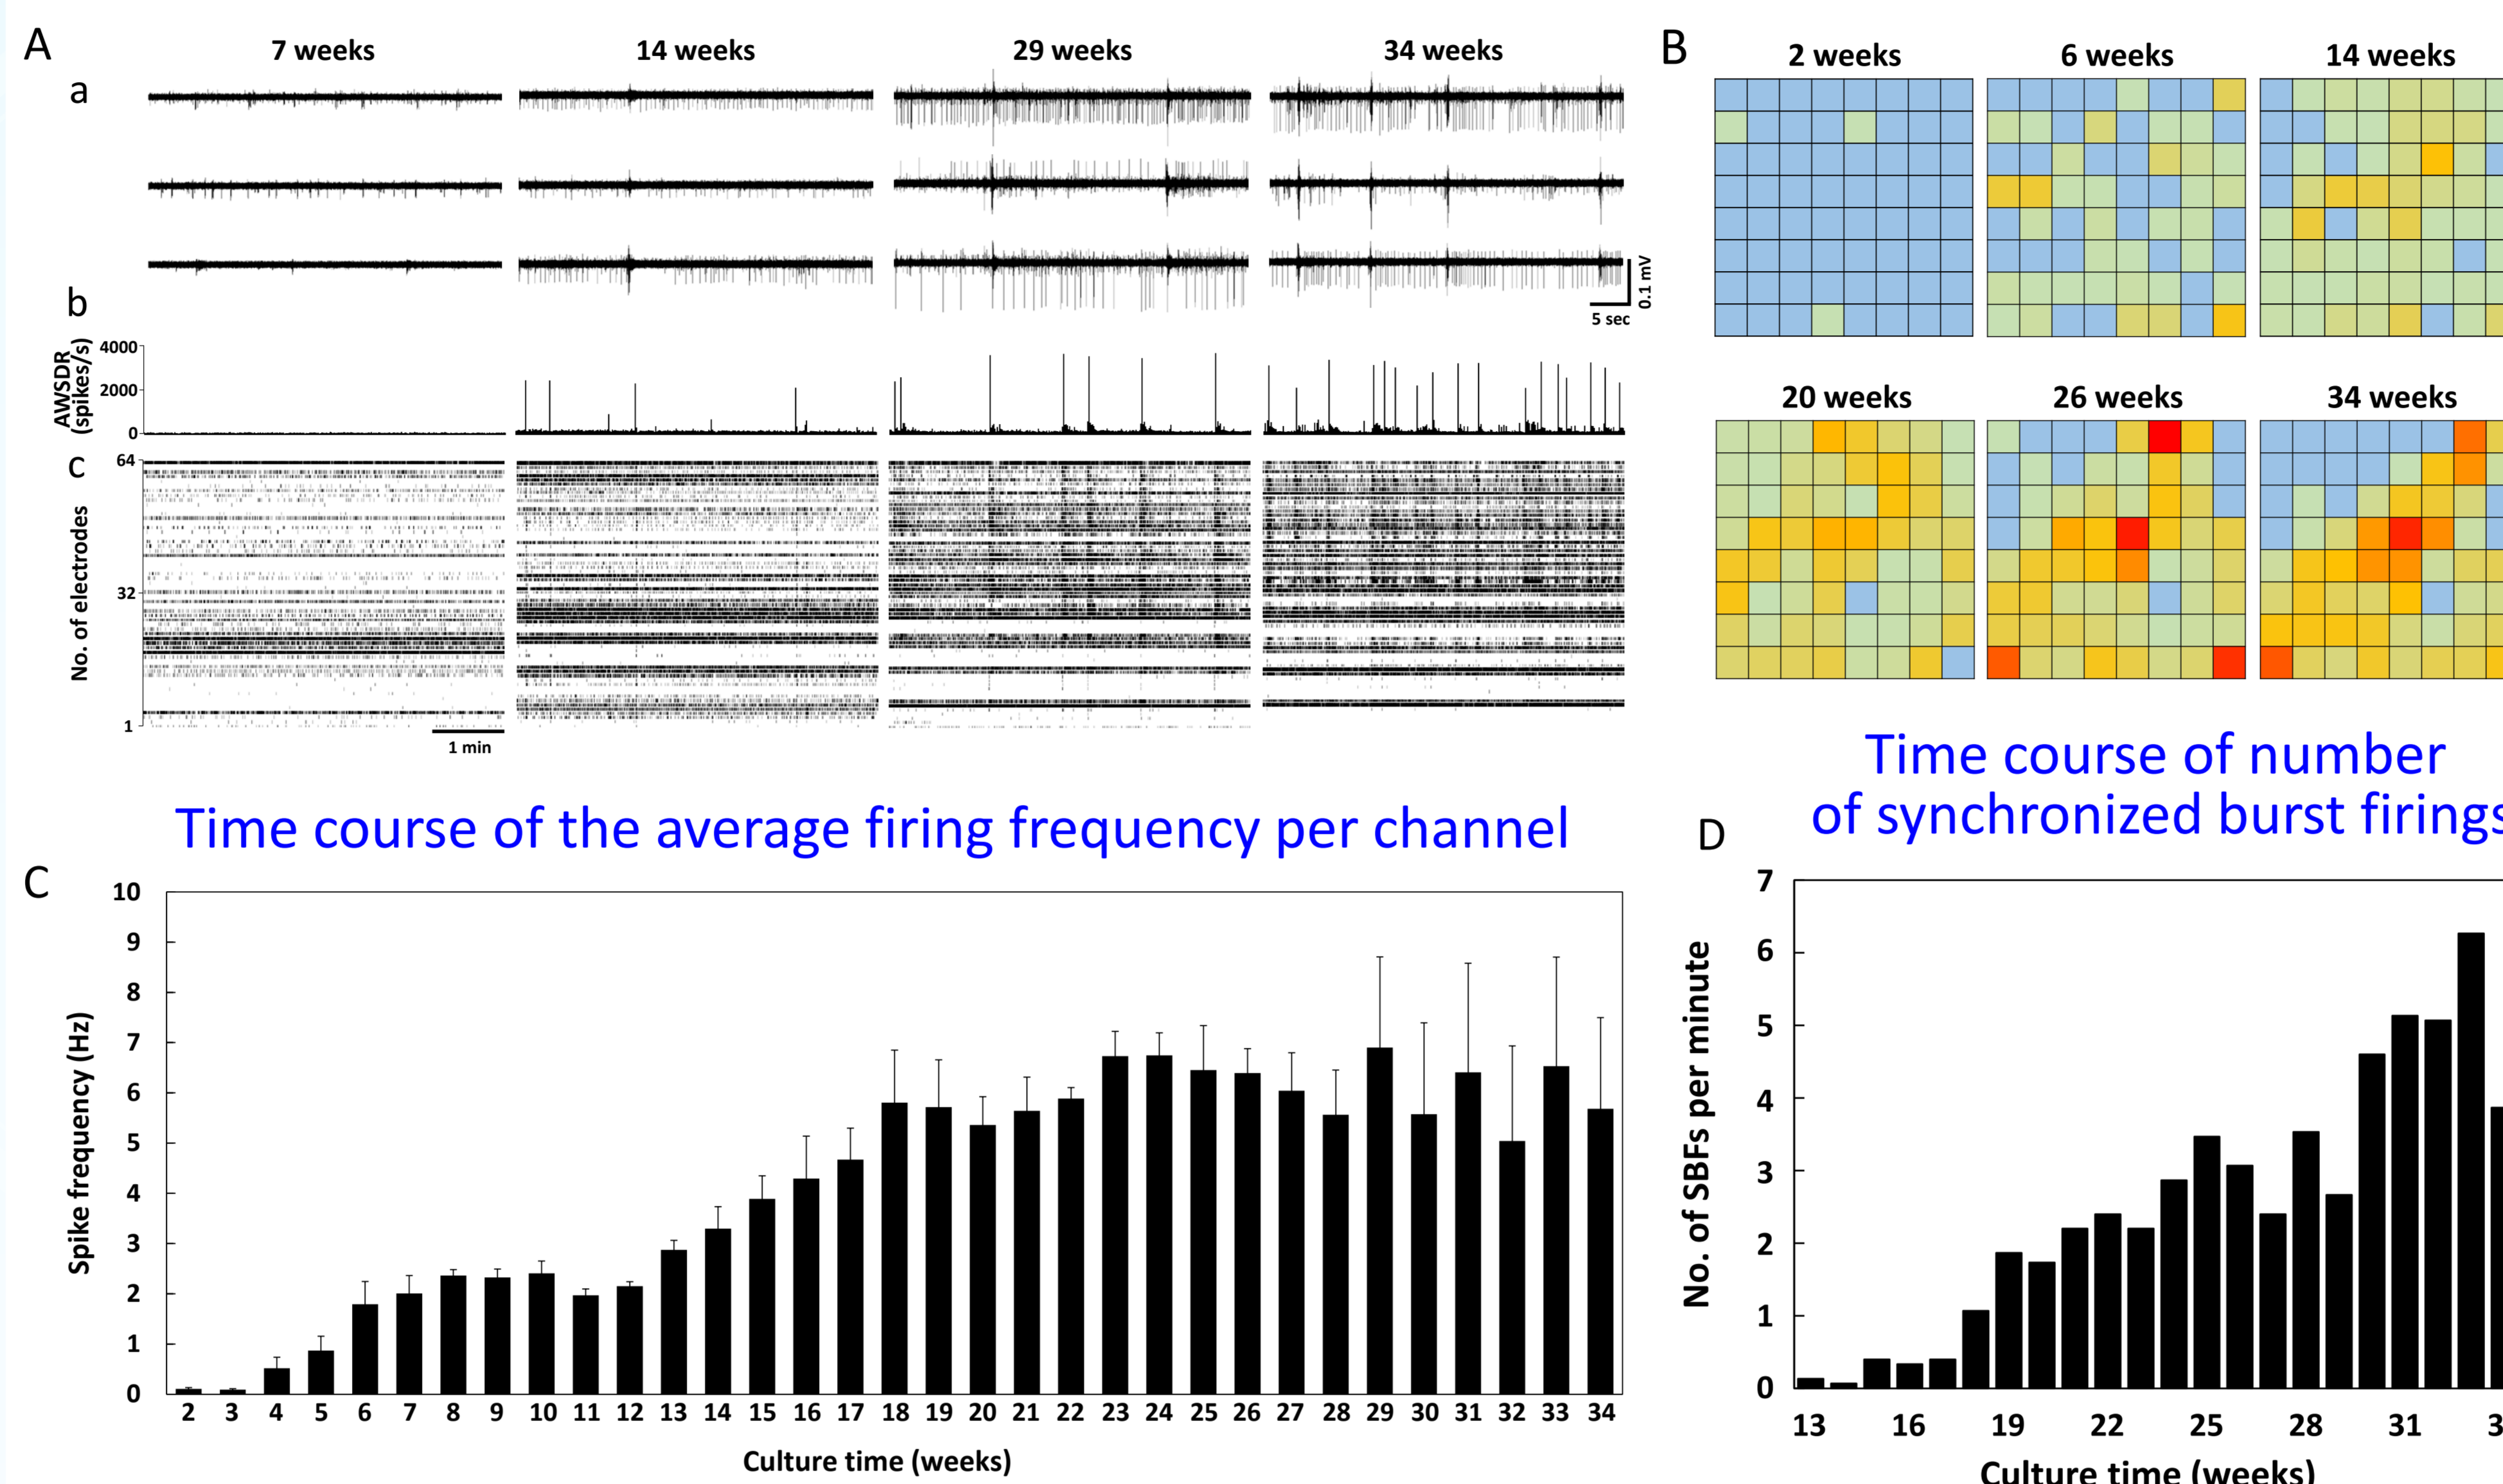 A
7 weeks 14 weeks 29 weeks 34 weeks
a
0.1 mV
5 sec
b
AWSDR
(spikes/s)
4000
2000
0
c
No. of electrodes
64
32
1
1 min
B
2 weeks 6 weeks 14 weeks
20 weeks 26 weeks 34 weeks
Time course of the average firing frequency per channel
C
Spike frequency (Hz)
10
9
8
7
6
5
4
3
2
1
0
2 3 4 5 6 7 8 9 10 11 12 13 14 15 16 17 18 19 20 21 22 23 24 25 26 27 28 29 30 31 32 33 34
Culture time (weeks)
Time course of number
of synchronized burst firings
D
No. of SBFs per minute
7
6
5
4
3
2
1
0
13 16 19 22 25 28 31 3
Culture time (weeks)